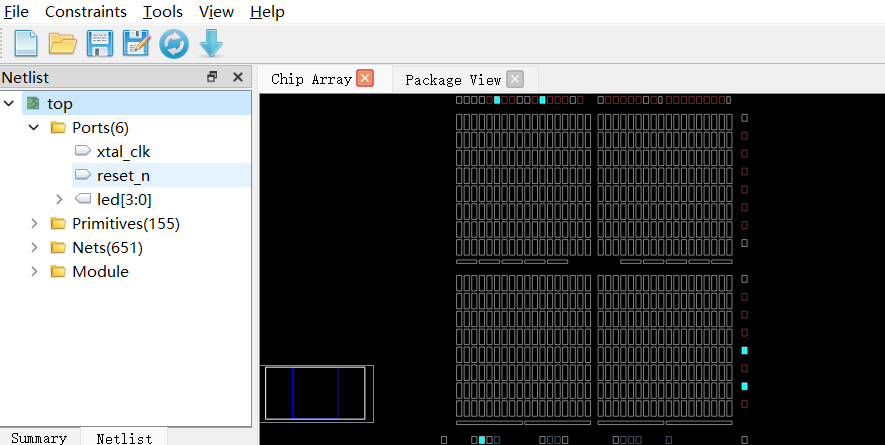 File Constraints Tools View Help
Netlist
Chip Array Package View
top
Ports(6)
xtal_clk
reset_n
led[3:0]
Primitives(155)
Nets(651)
Module
Summary Netlist